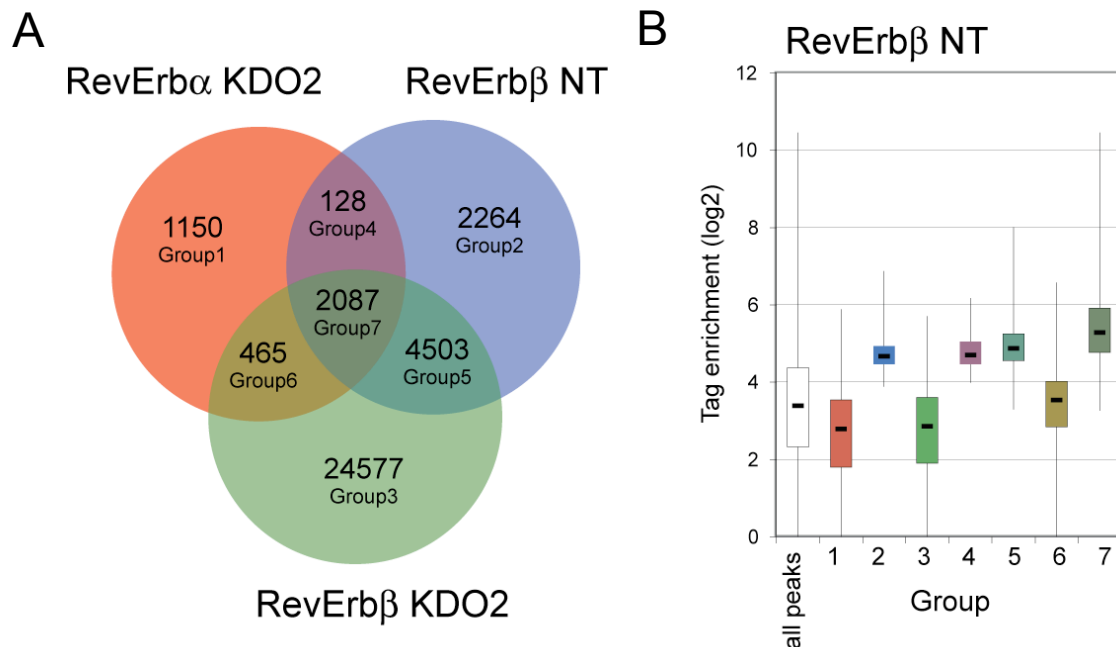 A
RevErbα KDO2
RevErbβ NT
1150
Group1
128
Group4
2264
Group2
2087
Group7
465
Group6
4503
Group5
24577
Group3
RevErbβ KDO2
B
RevErbβ NT
Tag enrichment (log2)
12
10
8
6
4
2
0
all peaks
1 2 3 4 5 6 7
Group